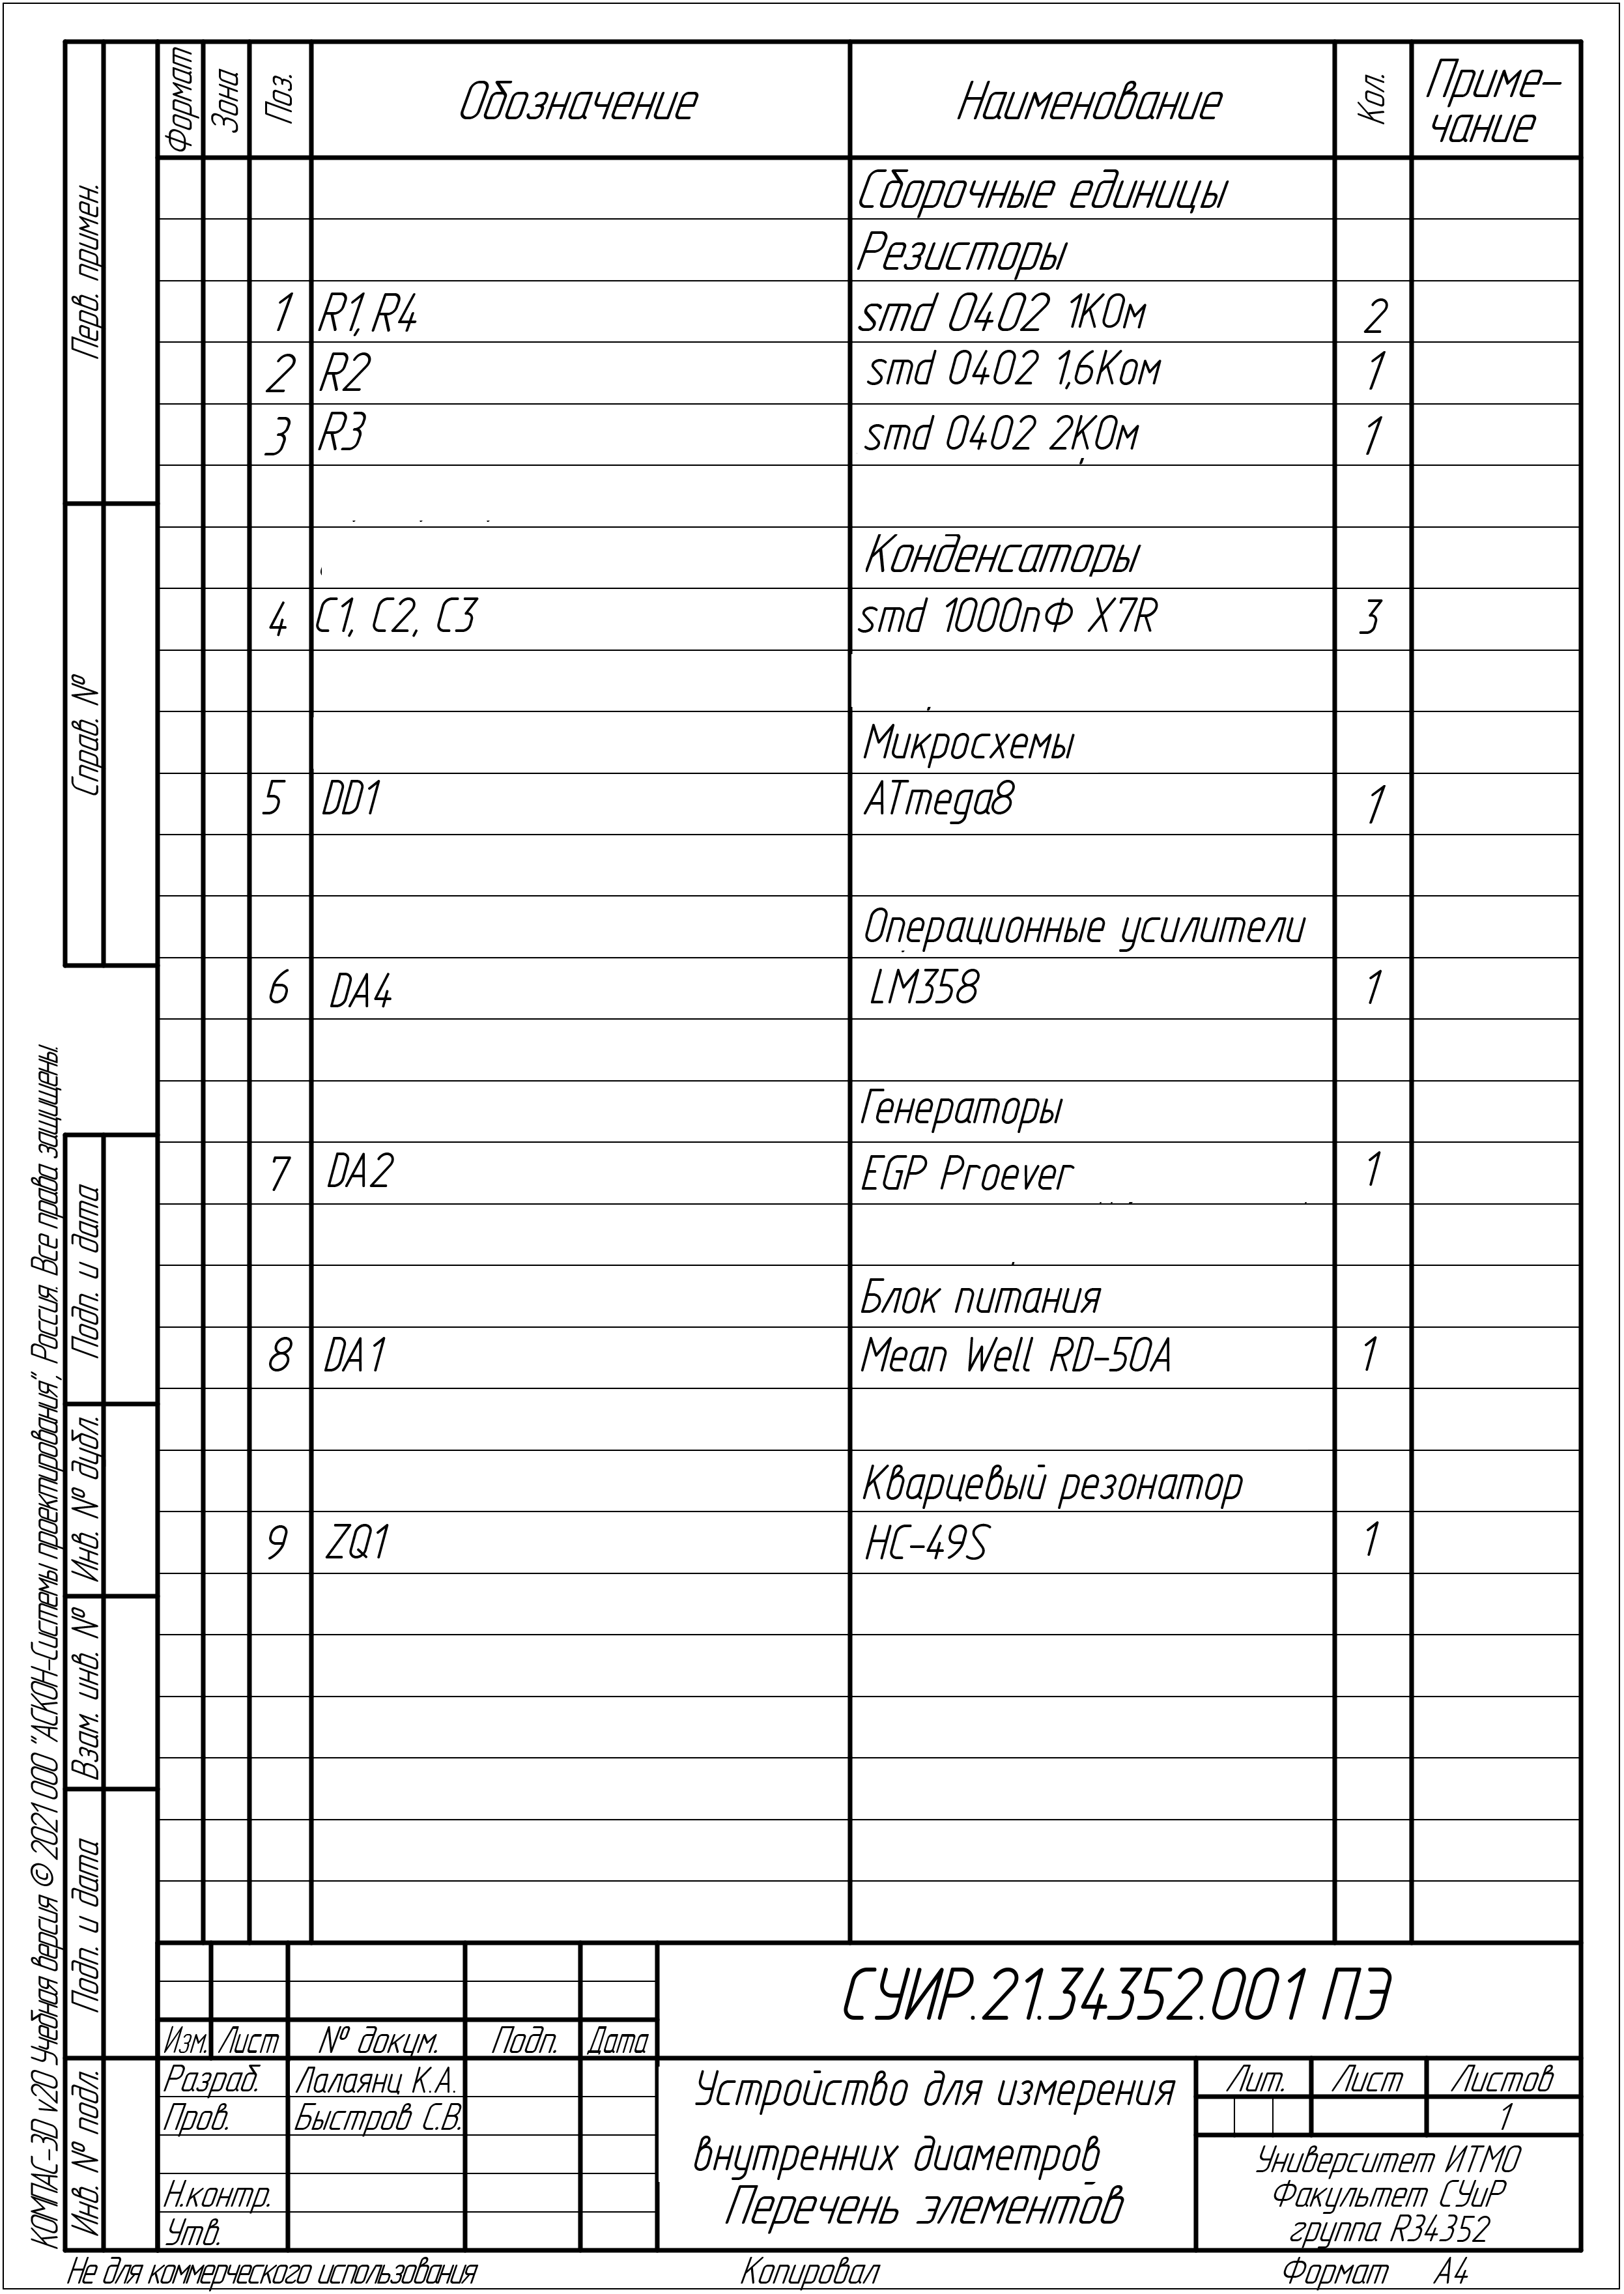 Формат Зона Поз. Обозначение Наименование Кол. Приме-
чание
Сборочные единицы
Резисторы
1 R1, R4 smd 0402 1КОм 2
2 R2 smd 0402 1,6Ком 1
3 R3 smd 0402 2КОм 1
Конденсаторы
4 C1, C2, C3 smd 1000пФ X7R 3
Микросхемы
5 DD1 ATmega8 1
Операционные усилители
6 DA4 LM358 1
Генераторы
7 DA2 EGP Proever 1
Блок питания
8 DA1 Mean Well RD-50A 1
Кварцевый резонатор
9 ZQ1 HC-49S 1
Перв. примен.
Справ. №
Подп. и дата
Инв. № дубл.
Взам. инв. №
Подп. и дата
Инв. № подл.
КОМПАС-3D v20 Учебная версия © 2021 ООО "АСКОН-Системы проектирования", Россия. Все права защищены.
СУИР.21.34352.001 ПЭ
Изм. Лист № докум. Подп. Дата
Разраб. Лалаянц К.А.
Пров. Быстров С.В.
Н.контр.
Утв.
Устройство для измерения
внутренних диаметров
Перечень элементов
Лит. Лист Листов
1
Университет ИТМО
Факультет СУиР
группа R34352
Не для коммерческого использования Копировал Формат А4